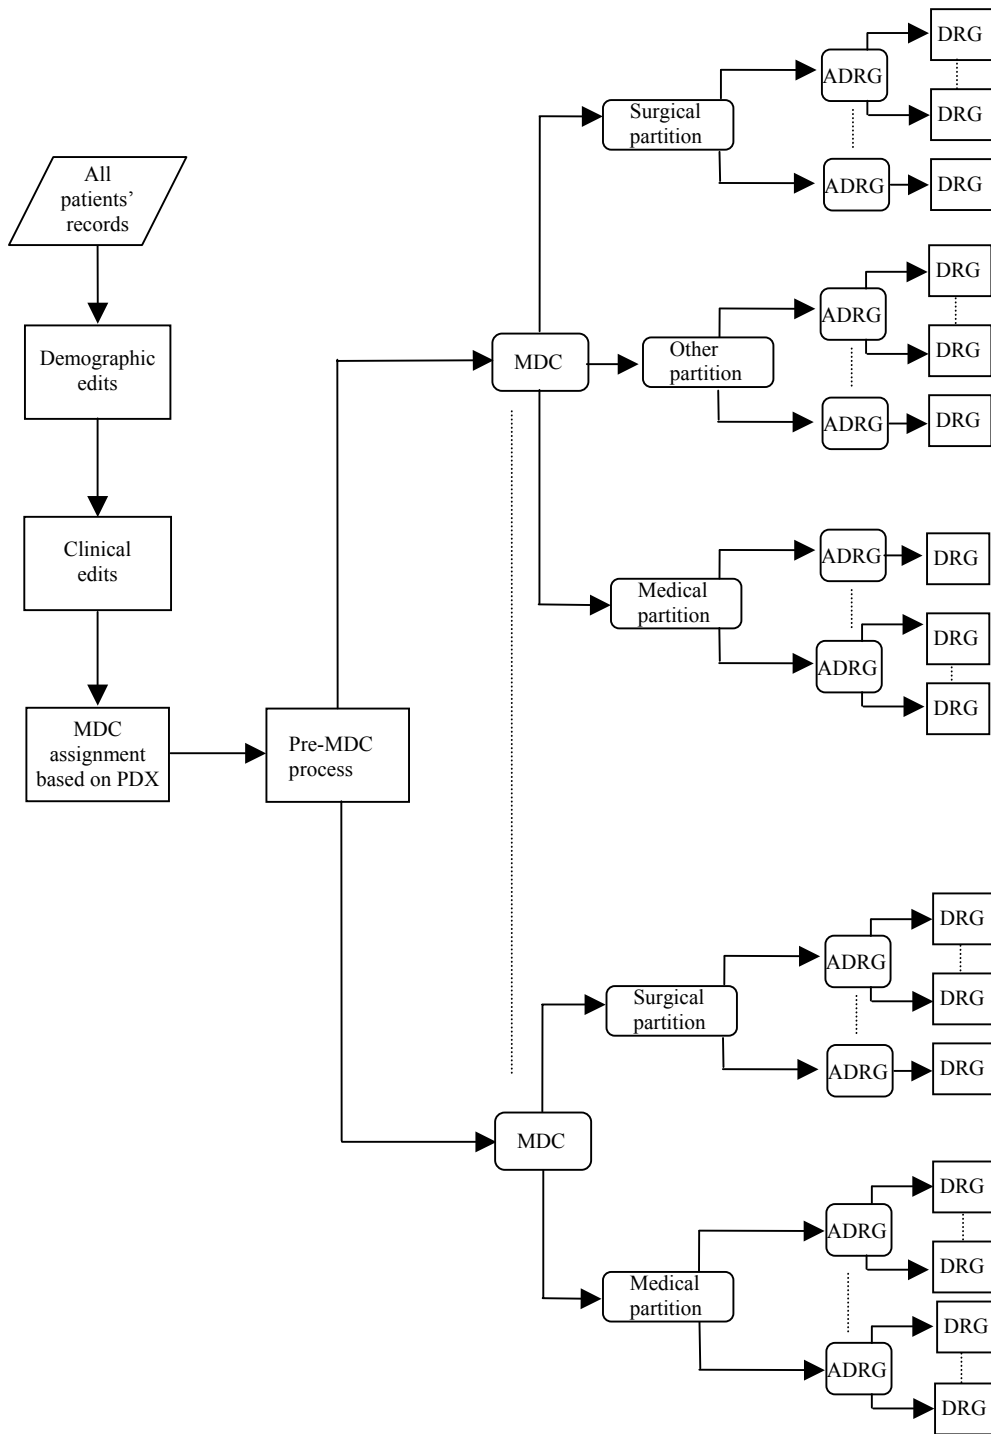 All
patients’
records
Demographic
edits
Clinical
edits
MDC
assignment
based on PDX
Pre-MDC
process
MDC
Surgical
partition
ADRG
DRG
DRG
ADRG
DRG
Other
partition
ADRG
DRG
DRG
ADRG
DRG
Medical
partition
ADRG
DRG
ADRG
DRG
DRG
MDC
Surgical
partition
ADRG
DRG
DRG
ADRG
DRG
Medical
partition
ADRG
DRG
DRG
ADRG
DRG
DRG